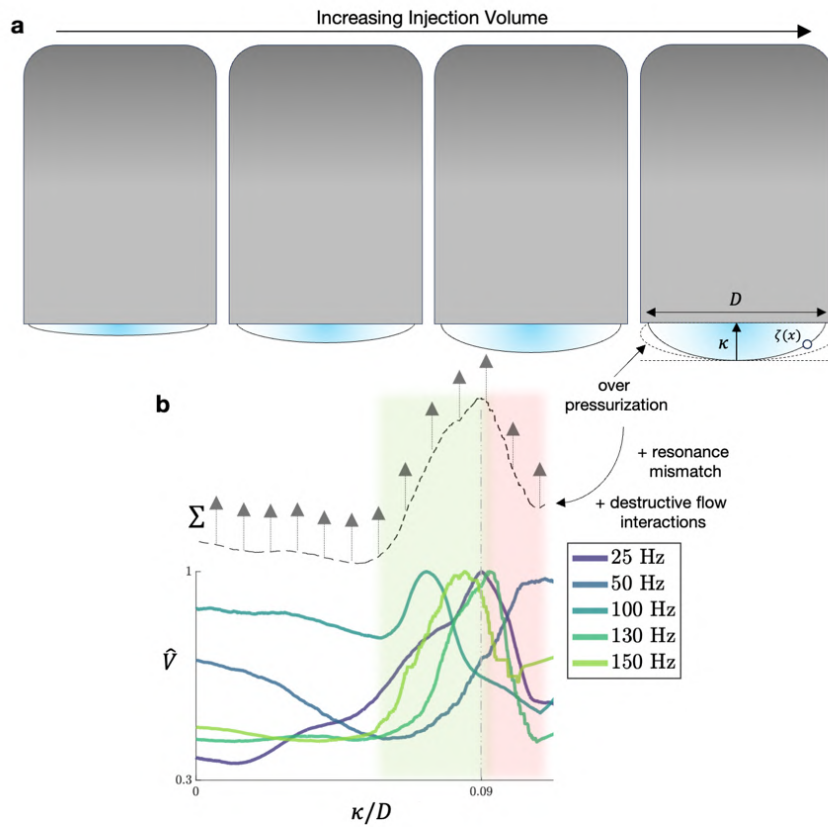 a
Increasing Injection Volume
D
κ
ζ(x)
over
pressurization
+ resonance
mismatch
+ destructive flow
interactions
b
Σ
1
V̂
0.3
0
0.09
κ/D
25 Hz
50 Hz
100 Hz
130 Hz
150 Hz